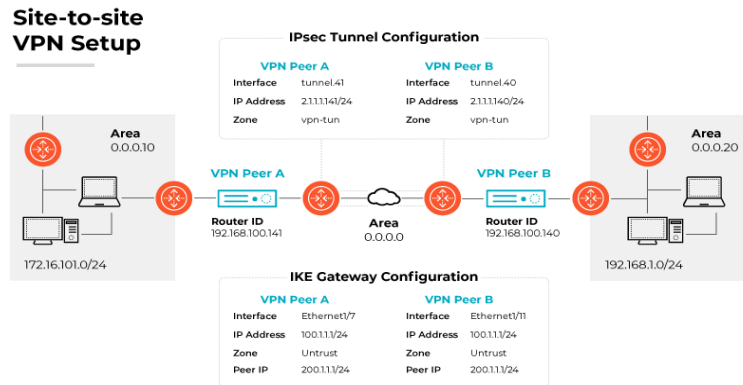 Site-to-site
VPN Setup
IPsec Tunnel Configuration
VPN Peer A
Interface tunnel.41
IP Address 2.1.1.1.141/24
Zone vpn-tun
VPN Peer B
Interface tunnel.40
IP Address 2.1.1.1.140/24
Zone vpn-tun
Area
0.0.0.10
172.16.101.0/24
VPN Peer A
Router ID
192.168.100.141
Area
0.0.0.0
VPN Peer B
Router ID
192.168.100.140
Area
0.0.0.20
192.168.1.0/24
IKE Gateway Configuration
VPN Peer A
Interface Ethernet1/7
IP Address 100.1.1.1/24
Zone Untrust
Peer IP 200.1.1.1/24
VPN Peer B
Interface Ethernet1/11
IP Address 100.1.1.1/24
Zone Untrust
Peer IP 200.1.1.1/24